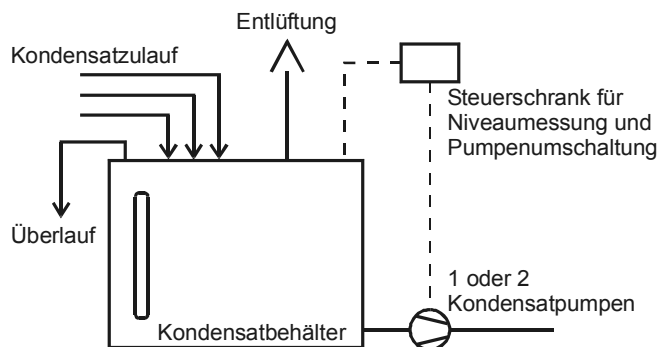 Entlüftung
Kondensatzulauf
Steuerschrank für
Niveaumessung und
Pumpenumschaltung
Überlauf
1 oder 2
Kondensatpumpen
Kondensatbehälter